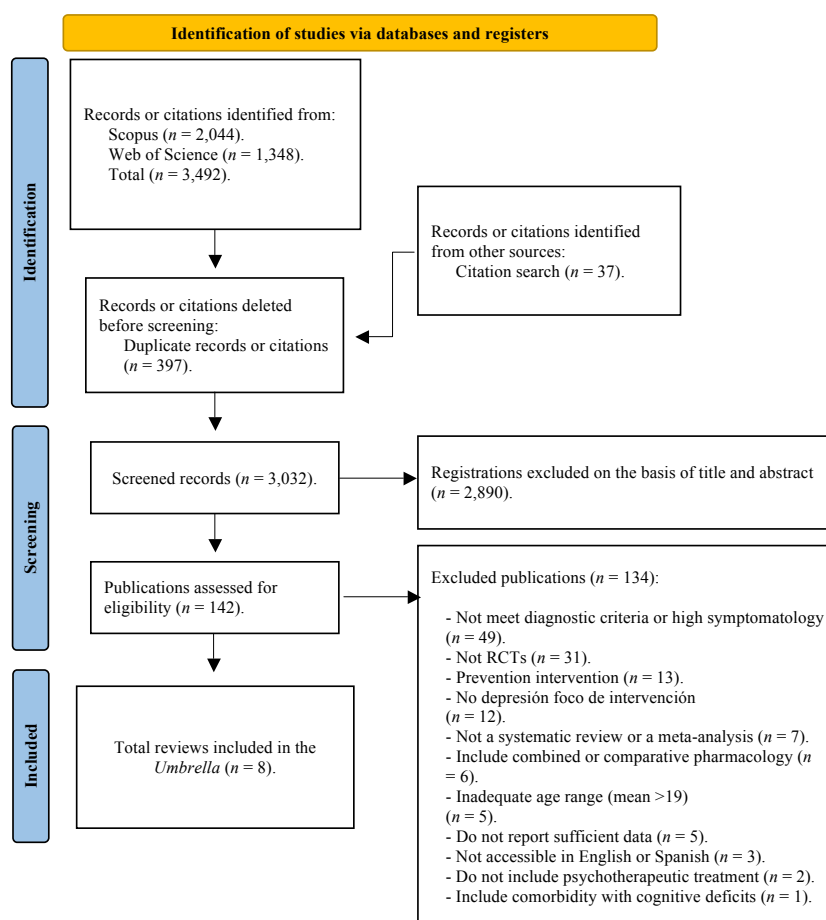 Identification of studies via databases and registers
Identification
Records or citations identified from:
Scopus (n = 2,044).
Web of Science (n = 1,348).
Total (n = 3,492).
Records or citations identified
from other sources:
Citation search (n = 37).
Records or citations deleted
before screening:
Duplicate records or citations
(n = 397).
Screening
Screened records (n = 3,032).
Registrations excluded on the basis of title and abstract
(n = 2,890).
Publications assessed for
eligibility (n = 142).
Excluded publications (n = 134):
- Not meet diagnostic criteria or high symptomatology
(n = 49).
- Not RCTs (n = 31).
- Prevention intervention (n = 13).
- No depresión foco de intervención
(n = 12).
- Not a systematic review or a meta-analysis (n = 7).
- Include combined or comparative pharmacology (n
= 6).
- Inadequate age range (mean >19)
(n = 5).
- Do not report sufficient data (n = 5).
- Not accessible in English or Spanish (n = 3).
- Do not include psychotherapeutic treatment (n = 2).
- Include comorbidity with cognitive deficits (n = 1).
Included
Total reviews included in the
Umbrella (n = 8).